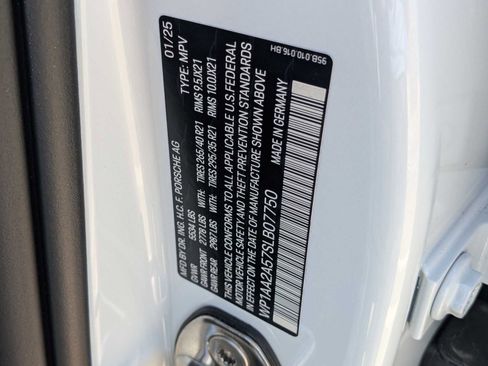 MFD BY DR. ING. H.C. F. PORSCHE AG 01/25
GVWR 5634 LBS TYPE: MPV
GAWR FRONT 2778 LBS WITH: TIRES 265/40 R21 RIMS 9.5JX21
GAWR REAR 2987 LBS WITH: TIRES 295/35 R21 RIMS 10.0JX21
THIS VEHICLE CONFORMS TO ALL APPLICABLE U.S. FEDERAL
MOTOR VEHICLE SAFETY AND THEFT PREVENTION STANDARDS
IN EFFECT ON THE DATE OF MANUFACTURE SHOWN ABOVE
WP1AA2A57SLB07750 MADE IN GERMANY
95B.010.016.BH